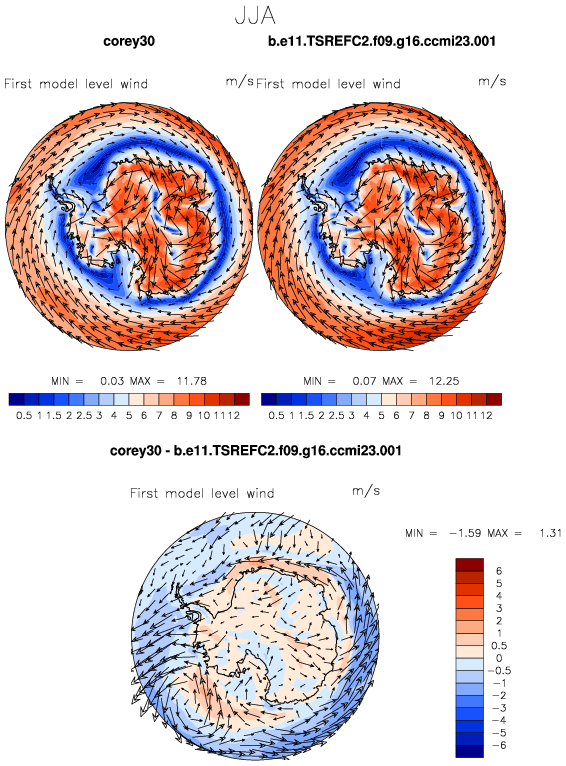 JJA
corey30 b.e11.TSREFC2.f09.g16.ccmi23.001
First model level wind m/s First model level wind m/s
MIN = 0.03 MAX = 11.78 MIN = 0.07 MAX = 12.25
0.5 1 1.5 2 2.5 3 4 5 6 7 8 9 10 11 12 0.5 1 1.5 2 2.5 3 4 5 6 7 8 9 10 11 12
corey30 - b.e11.TSREFC2.f09.g16.ccmi23.001
First model level wind m/s
MIN = -1.59 MAX = 1.31
6
5
4
3
2
1
0.5
0
-0.5
-1
-2
-3
-4
-5
-6